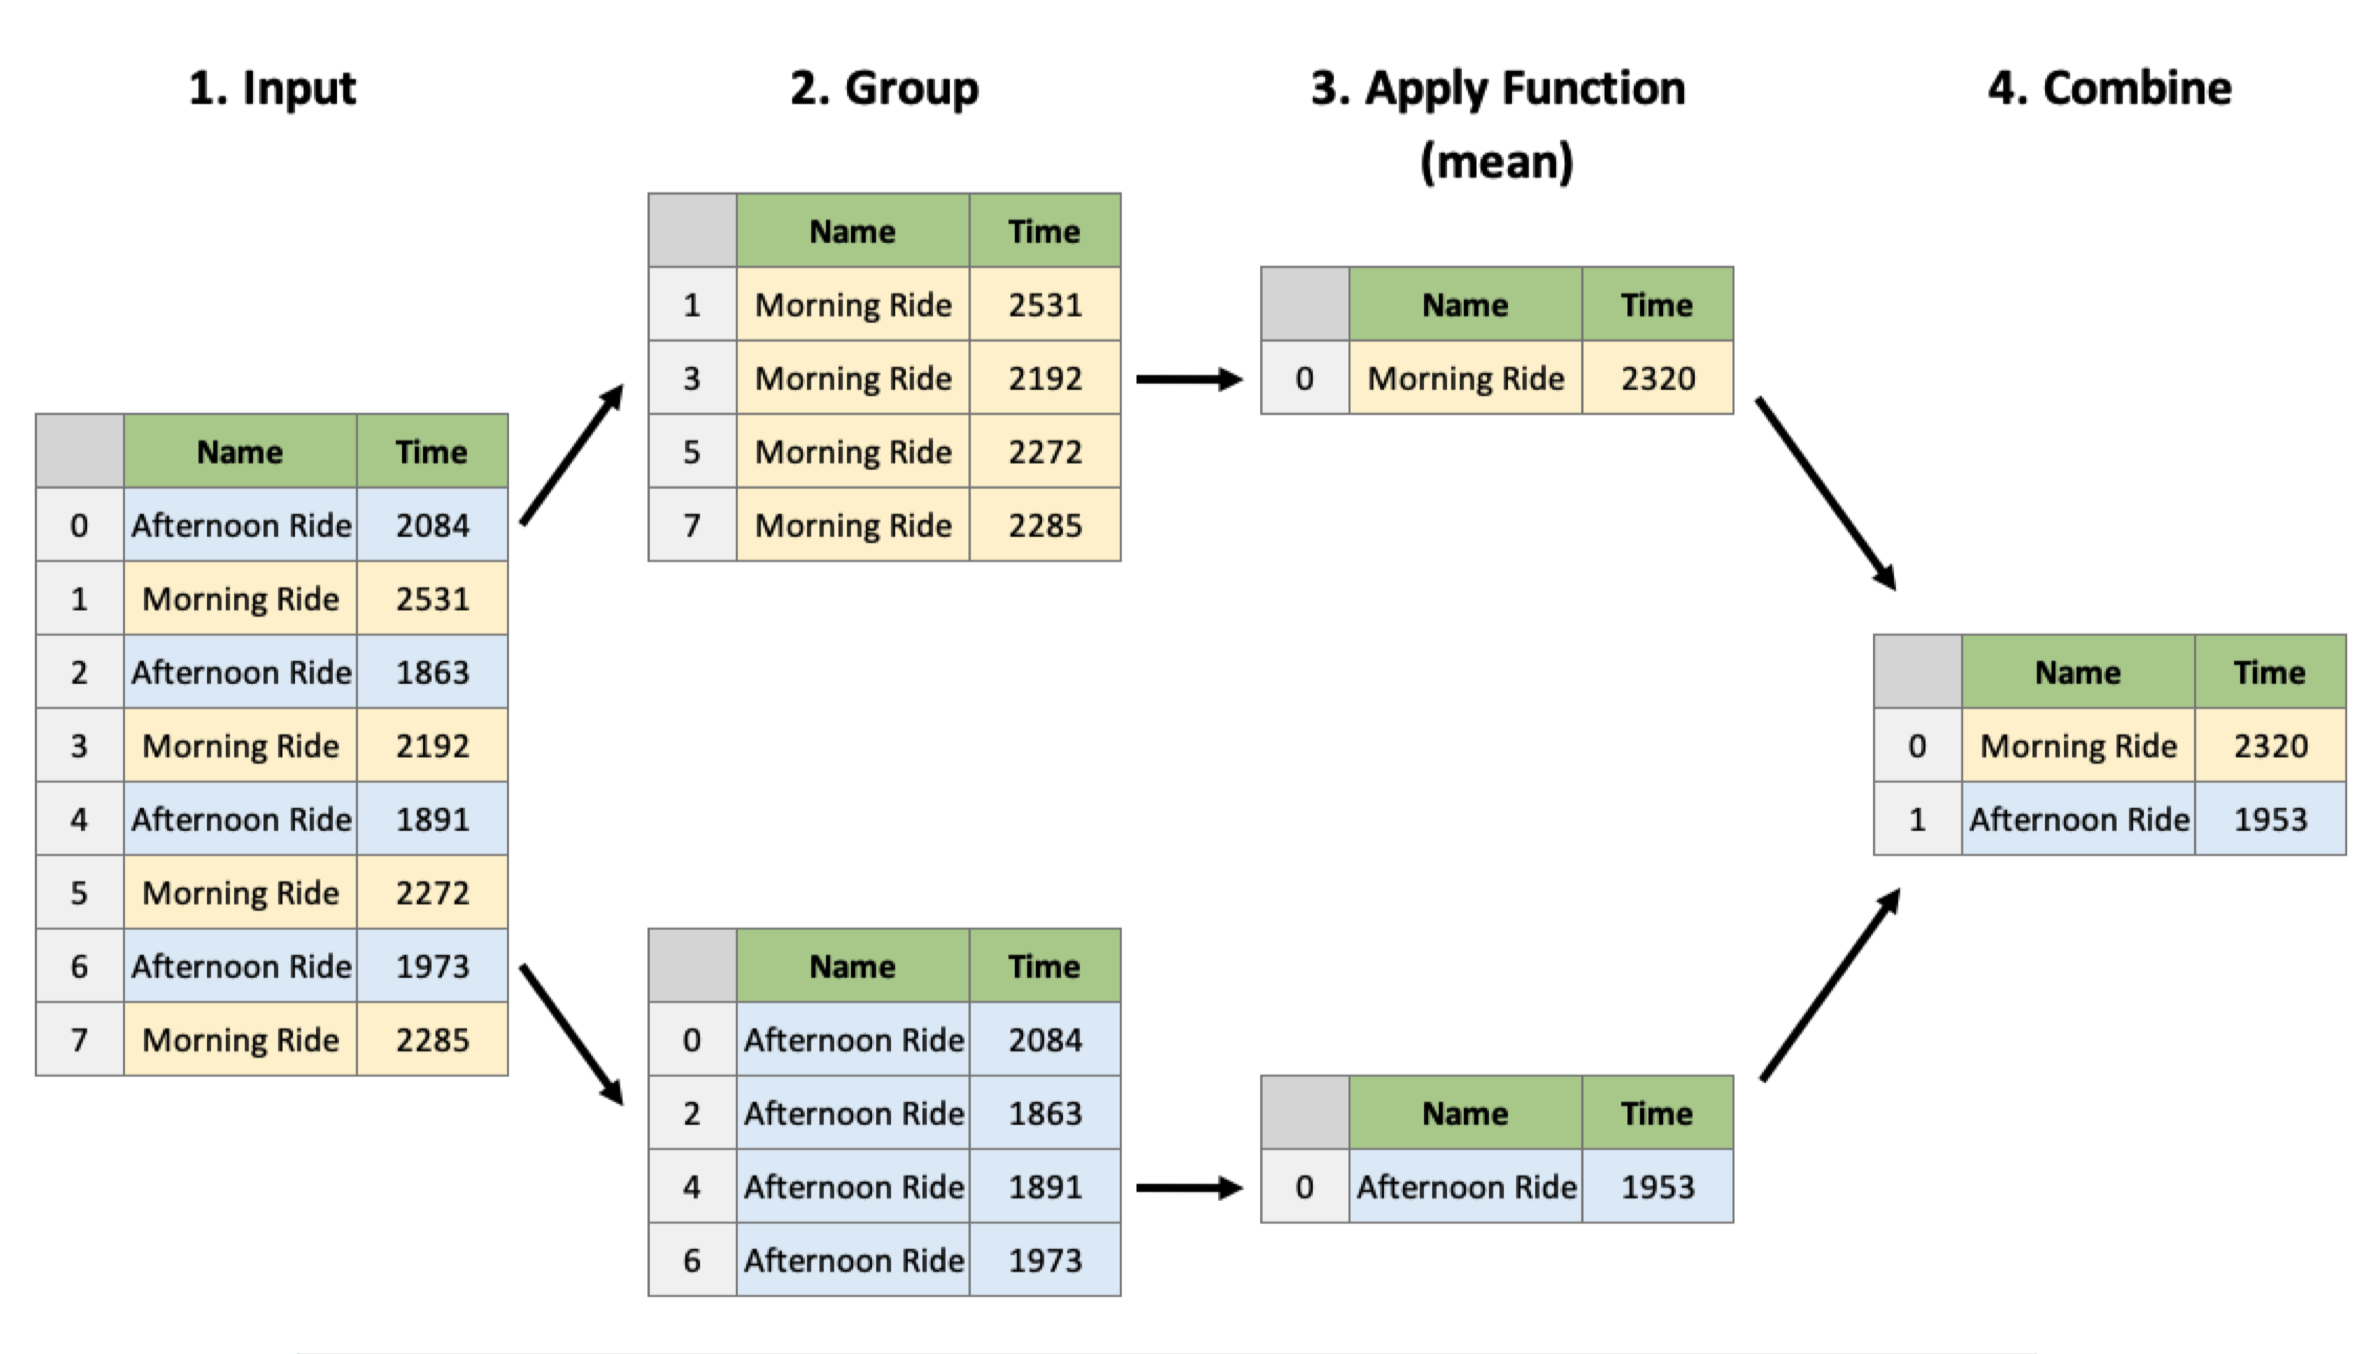 1. Input
2. Group
3. Apply Function
(mean)
4. Combine
Name Time
0 Afternoon Ride 2084
1 Morning Ride 2531
2 Afternoon Ride 1863
3 Morning Ride 2192
4 Afternoon Ride 1891
5 Morning Ride 2272
6 Afternoon Ride 1973
7 Morning Ride 2285
Name Time
1 Morning Ride 2531
3 Morning Ride 2192
5 Morning Ride 2272
7 Morning Ride 2285
Name Time
0 Afternoon Ride 2084
2 Afternoon Ride 1863
4 Afternoon Ride 1891
6 Afternoon Ride 1973
Name Time
0 Morning Ride 2320
Name Time
0 Afternoon Ride 1953
Name Time
0 Morning Ride 2320
1 Afternoon Ride 1953